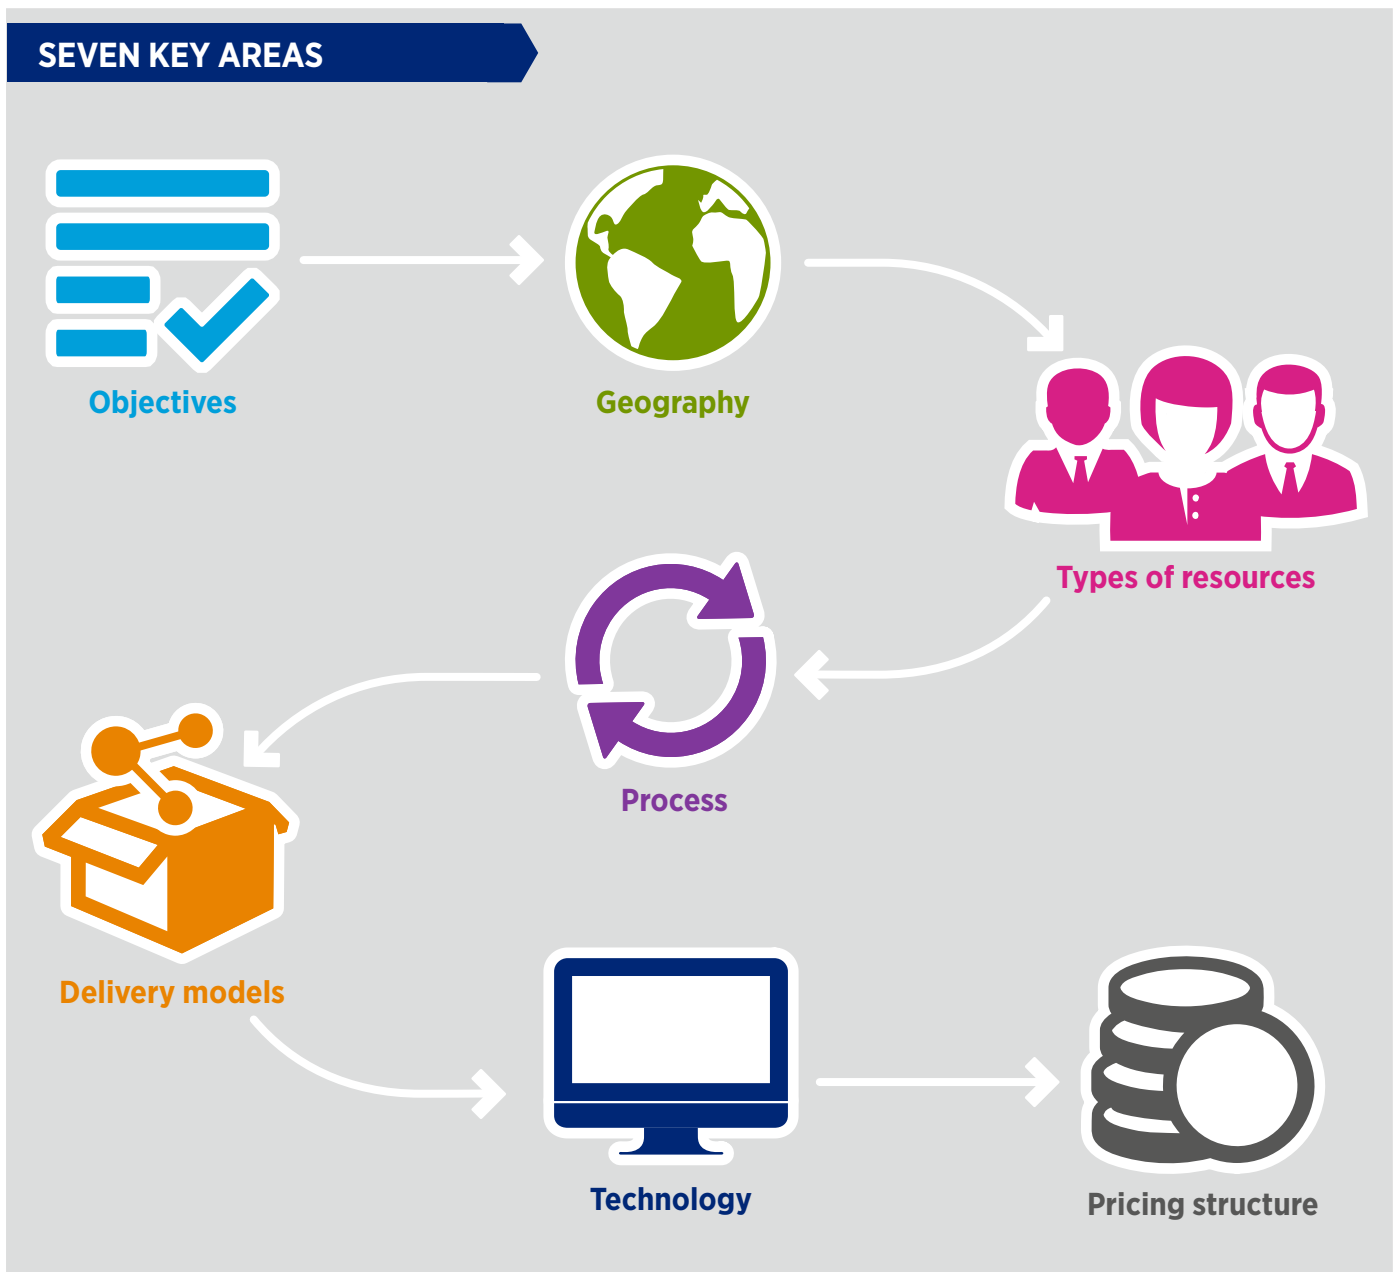 SEVEN KEY AREAS
Objectives
Geography
Types of resources
Process
Delivery models
Technology
Pricing structure